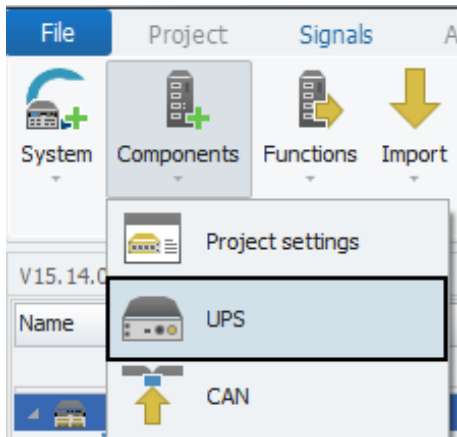 File Project Signals A
System Components Functions Import
Project settings
V15.14.0
Name UPS
CAN